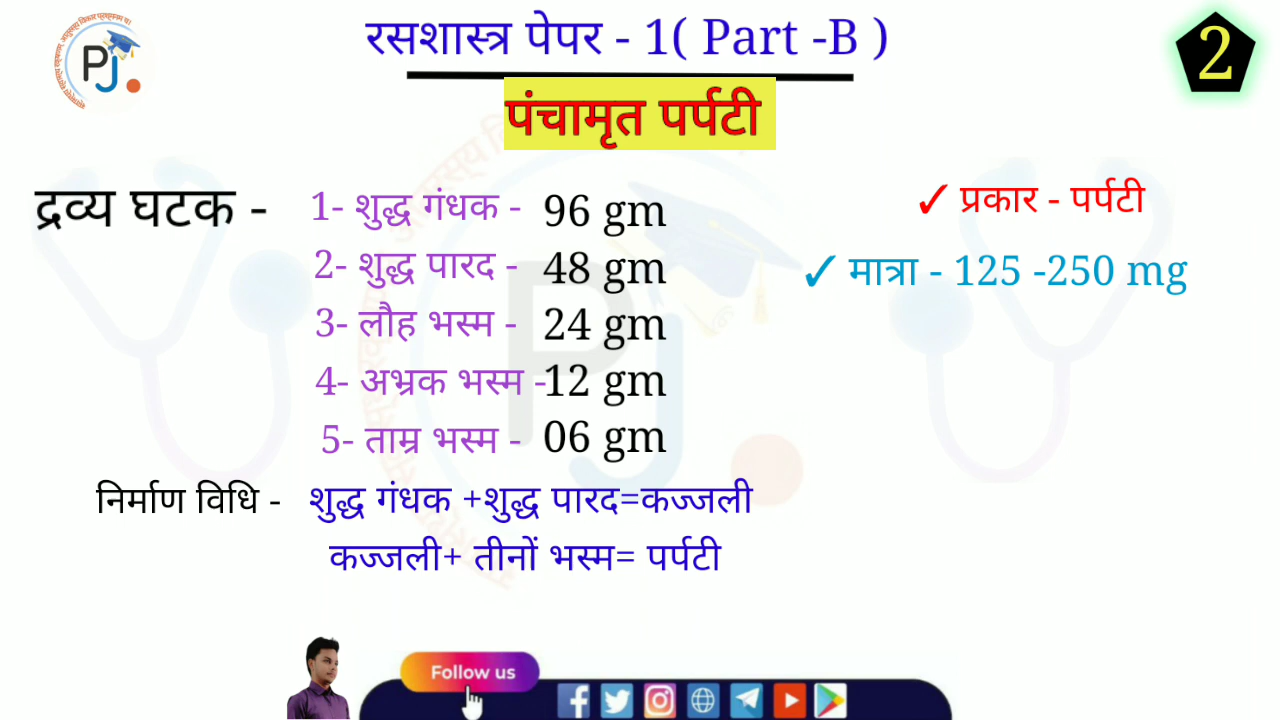 रसशास्त्र पेपर - 1( Part -B )
2
पंचामृत पर्पटी
द्रव्य घटक -
1- शुद्ध गंधक - 96 gm
2- शुद्ध पारद - 48 gm
3- लौह भस्म - 24 gm
4- अभ्रक भस्म -12 gm
5- ताम्र भस्म - 06 gm
✓ प्रकार - पर्पटी
✓ मात्रा - 125 -250 mg
निर्माण विधि - शुद्ध गंधक +शुद्ध पारद=कज्जली
कज्जली+ तीनों भस्म= पर्पटी
PJ.
Follow us